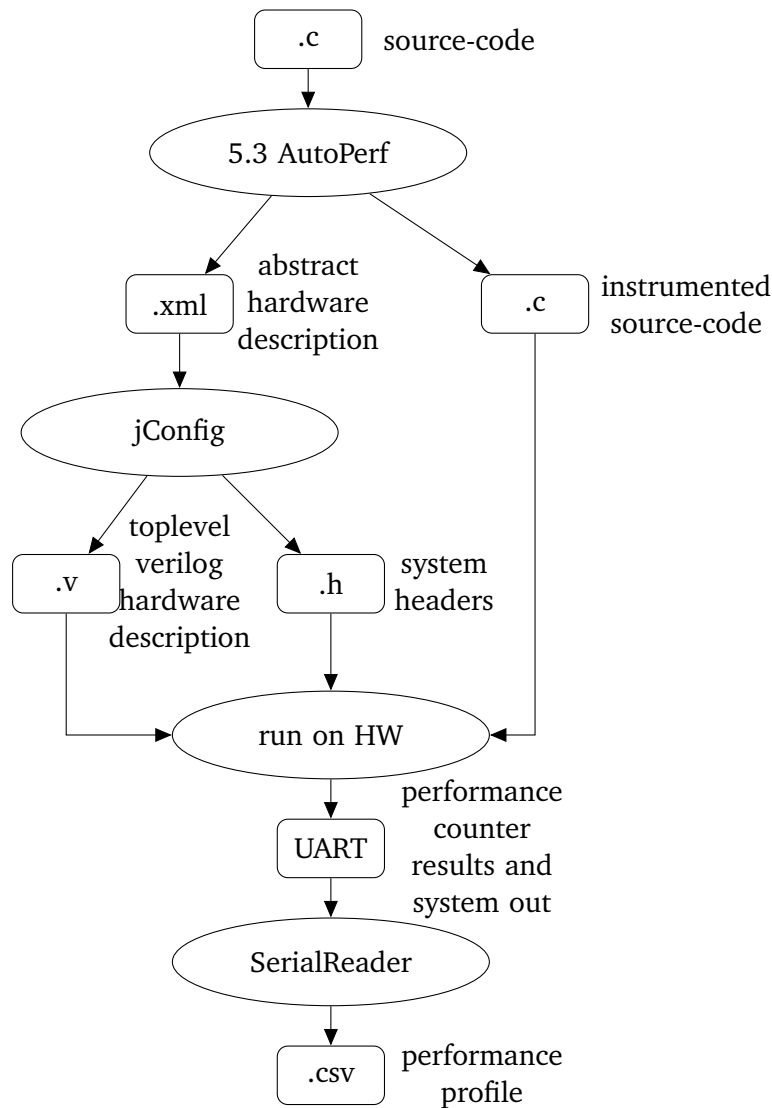 .c
source-code
5.3 AutoPerf
abstract
hardware
description
.xml
instrumented
source-code
.c
jConfig
toplevel
verilog
hardware
description
.v
.h
system
headers
run on HW
performance
counter
results and
system out
UART
SerialReader
.csv
performance
profile